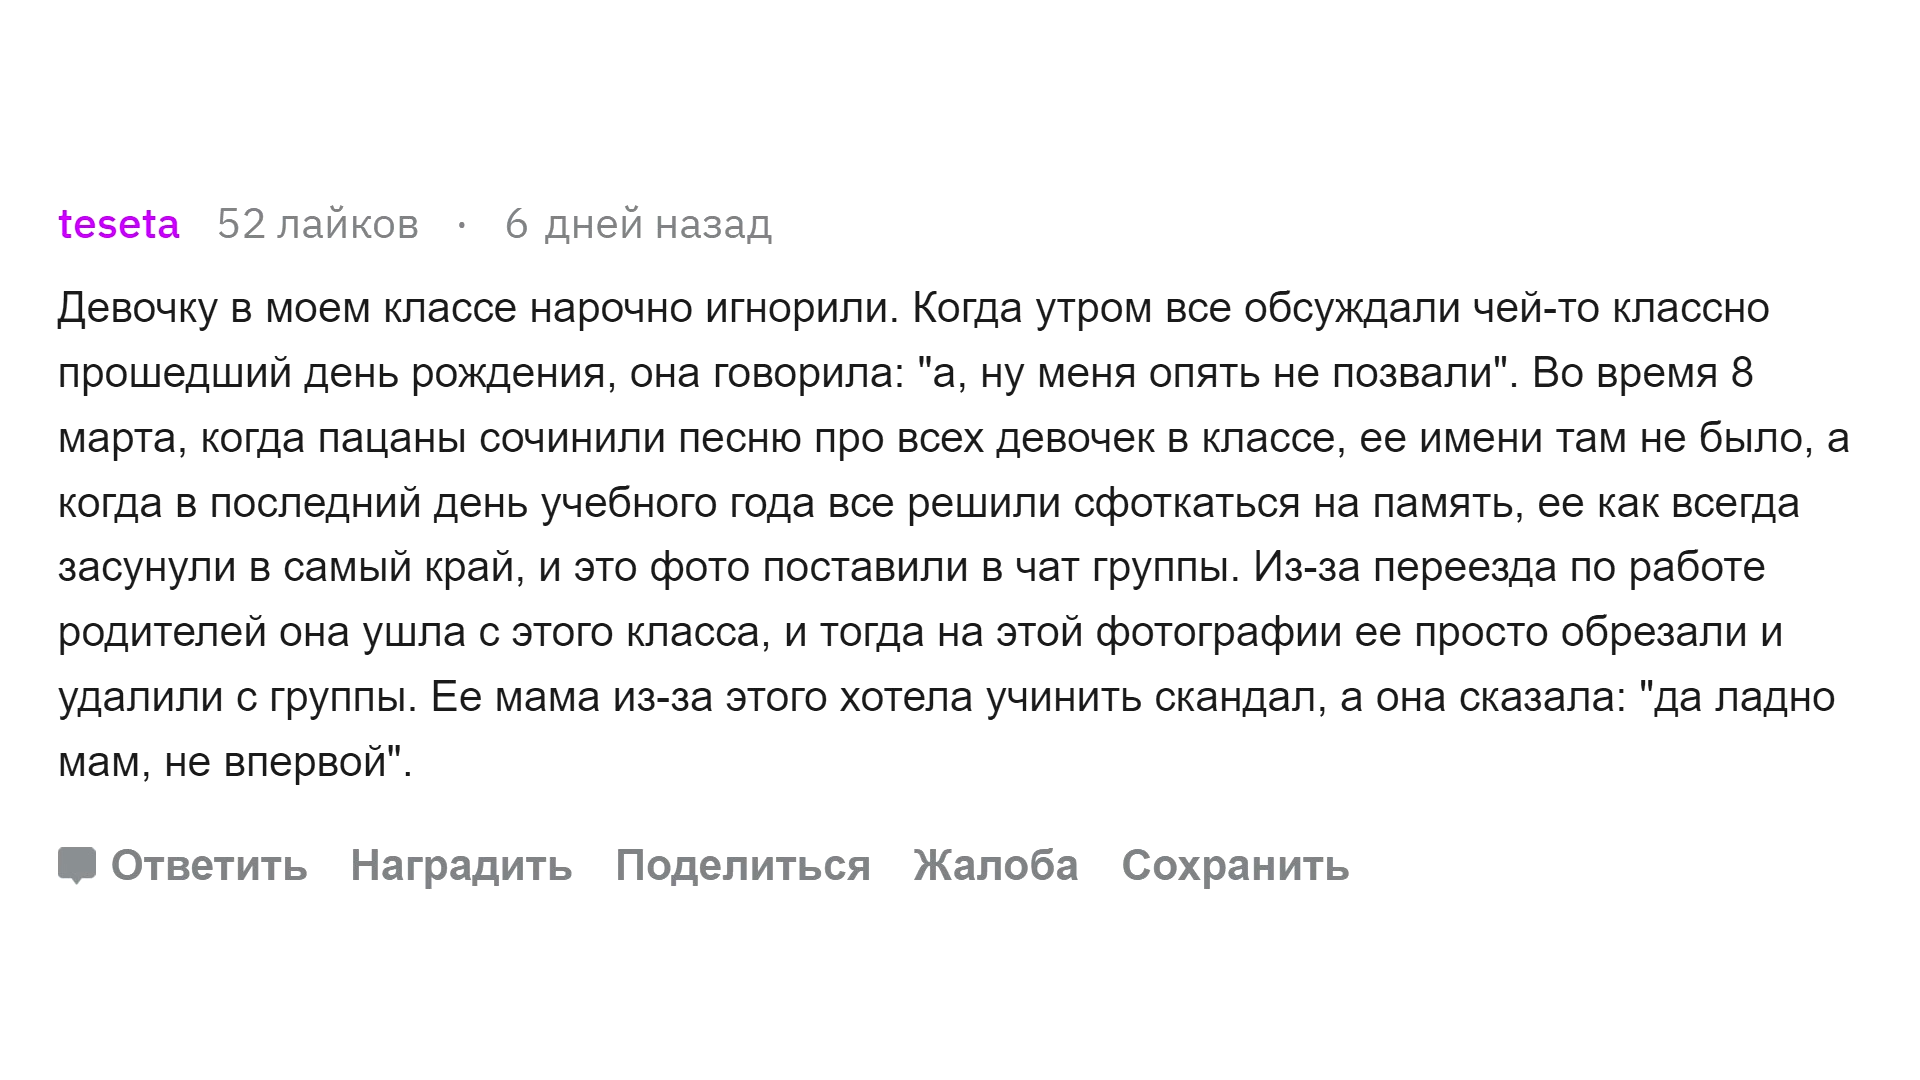 teseta 52 лайков · 6 дней назад
Девочку в моем классе нарочно игнорили. Когда утром все обсуждали чей-то классно
прошедший день рождения, она говорила: "а, ну меня опять не позвали". Во время 8
марта, когда пацаны сочинили песню про всех девочек в классе, ее имени там не было, а
когда в последний день учебного года все решили сфоткаться на память, ее как всегда
засунули в самый край, и это фото поставили в чат группы. Из-за переезда по работе
родителей она ушла с этого класса, и тогда на этой фотографии ее просто обрезали и
удалили с группы. Ее мама из-за этого хотела учинить скандал, а она сказала: "да ладно
мам, не впервой".
Ответить Наградить Поделиться Жалоба Сохранить